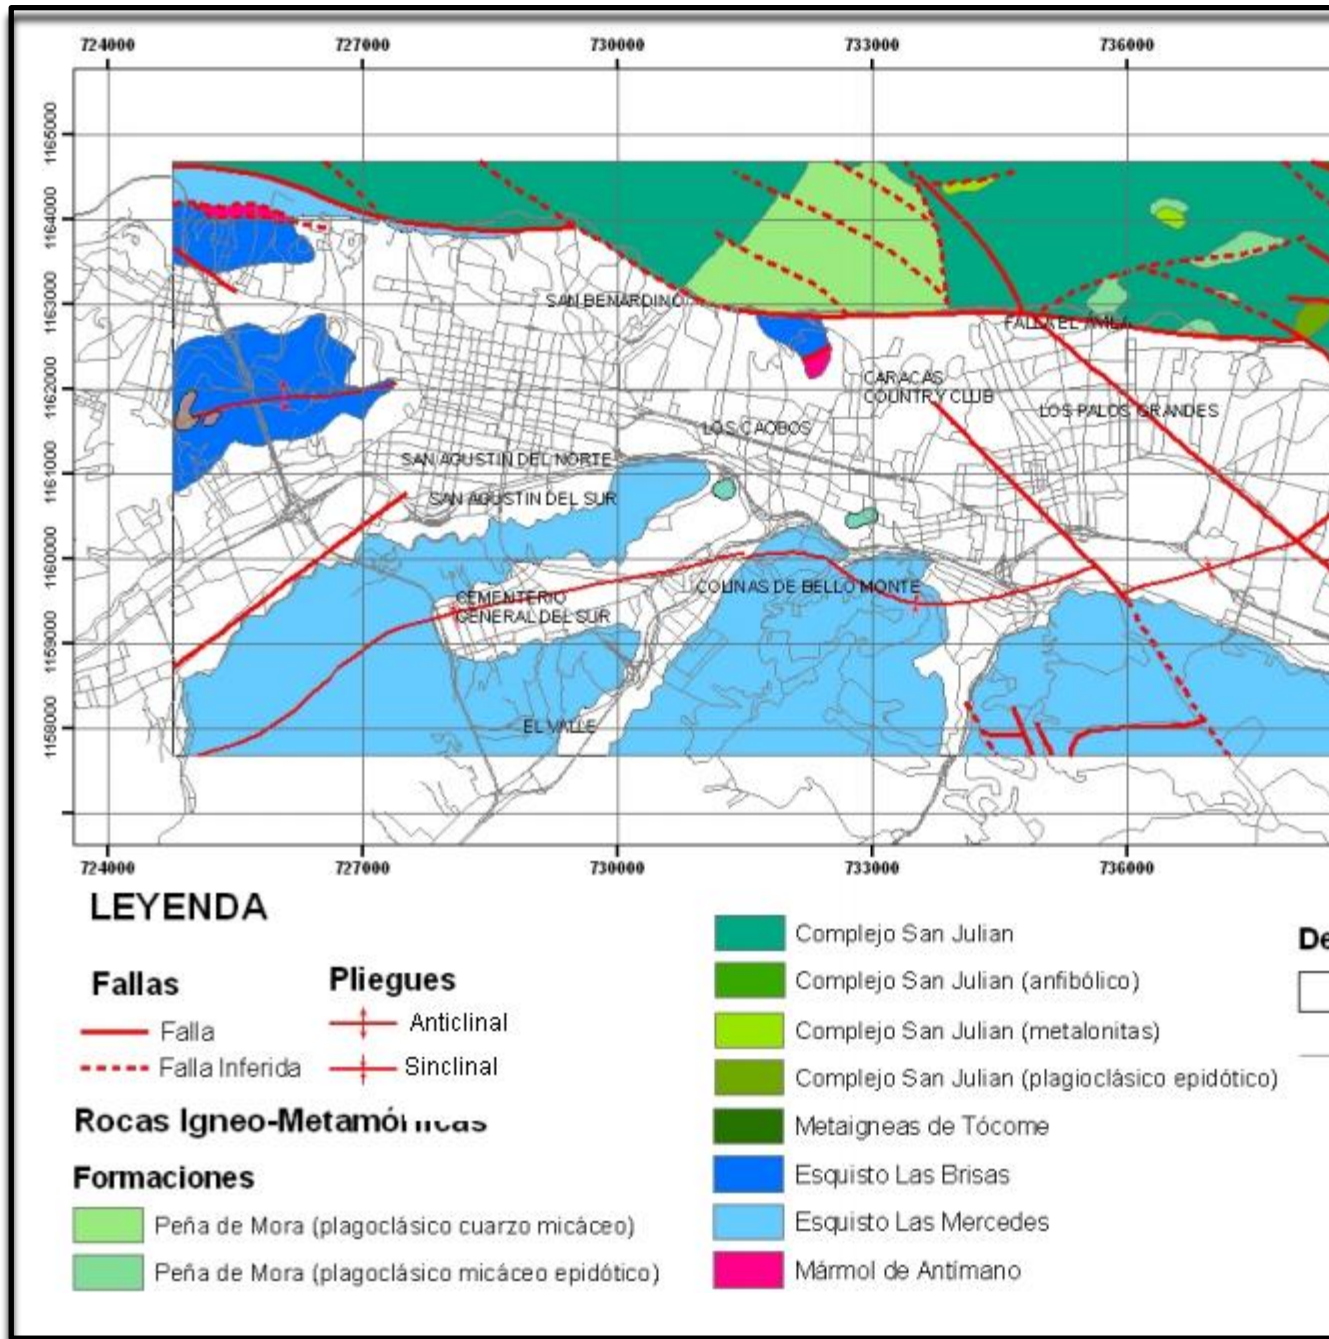 724000 727000 730000 733000 736000
1165000
1164000
1163000
1162000
1161000
1160000
1159000
1158000
SAN BENARDINO
FALLA EL AVILA
CARACAS
COUNTRY CLUB
LOS PALOS GRANDES
LOS CAOBOS
SAN AGUSTIN DEL NORTE
SAN AGUSTIN DEL SUR
COLINAS DE BELLO MONTE
CEMENTERIO
GENERAL DEL SUR
EL VALLE
724000 727000 730000 733000 736000
LEYENDA
Fallas
Falla
Falla Inferida
Pliegues
Anticlinal
Sinclinal
Rocas Igneo-Metamórficas
Formaciones
Peña de Mora (plagoclásico cuarzo micáceo)
Peña de Mora (plagoclásico micáceo epidótico)
Complejo San Julian
Complejo San Julian (anfibólico)
Complejo San Julian (metalonitas)
Complejo San Julian (plagioclásico epidótico)
Metaigneas de Tócome
Esquisto Las Brisas
Esquisto Las Mercedes
Mármol de Antímano
De